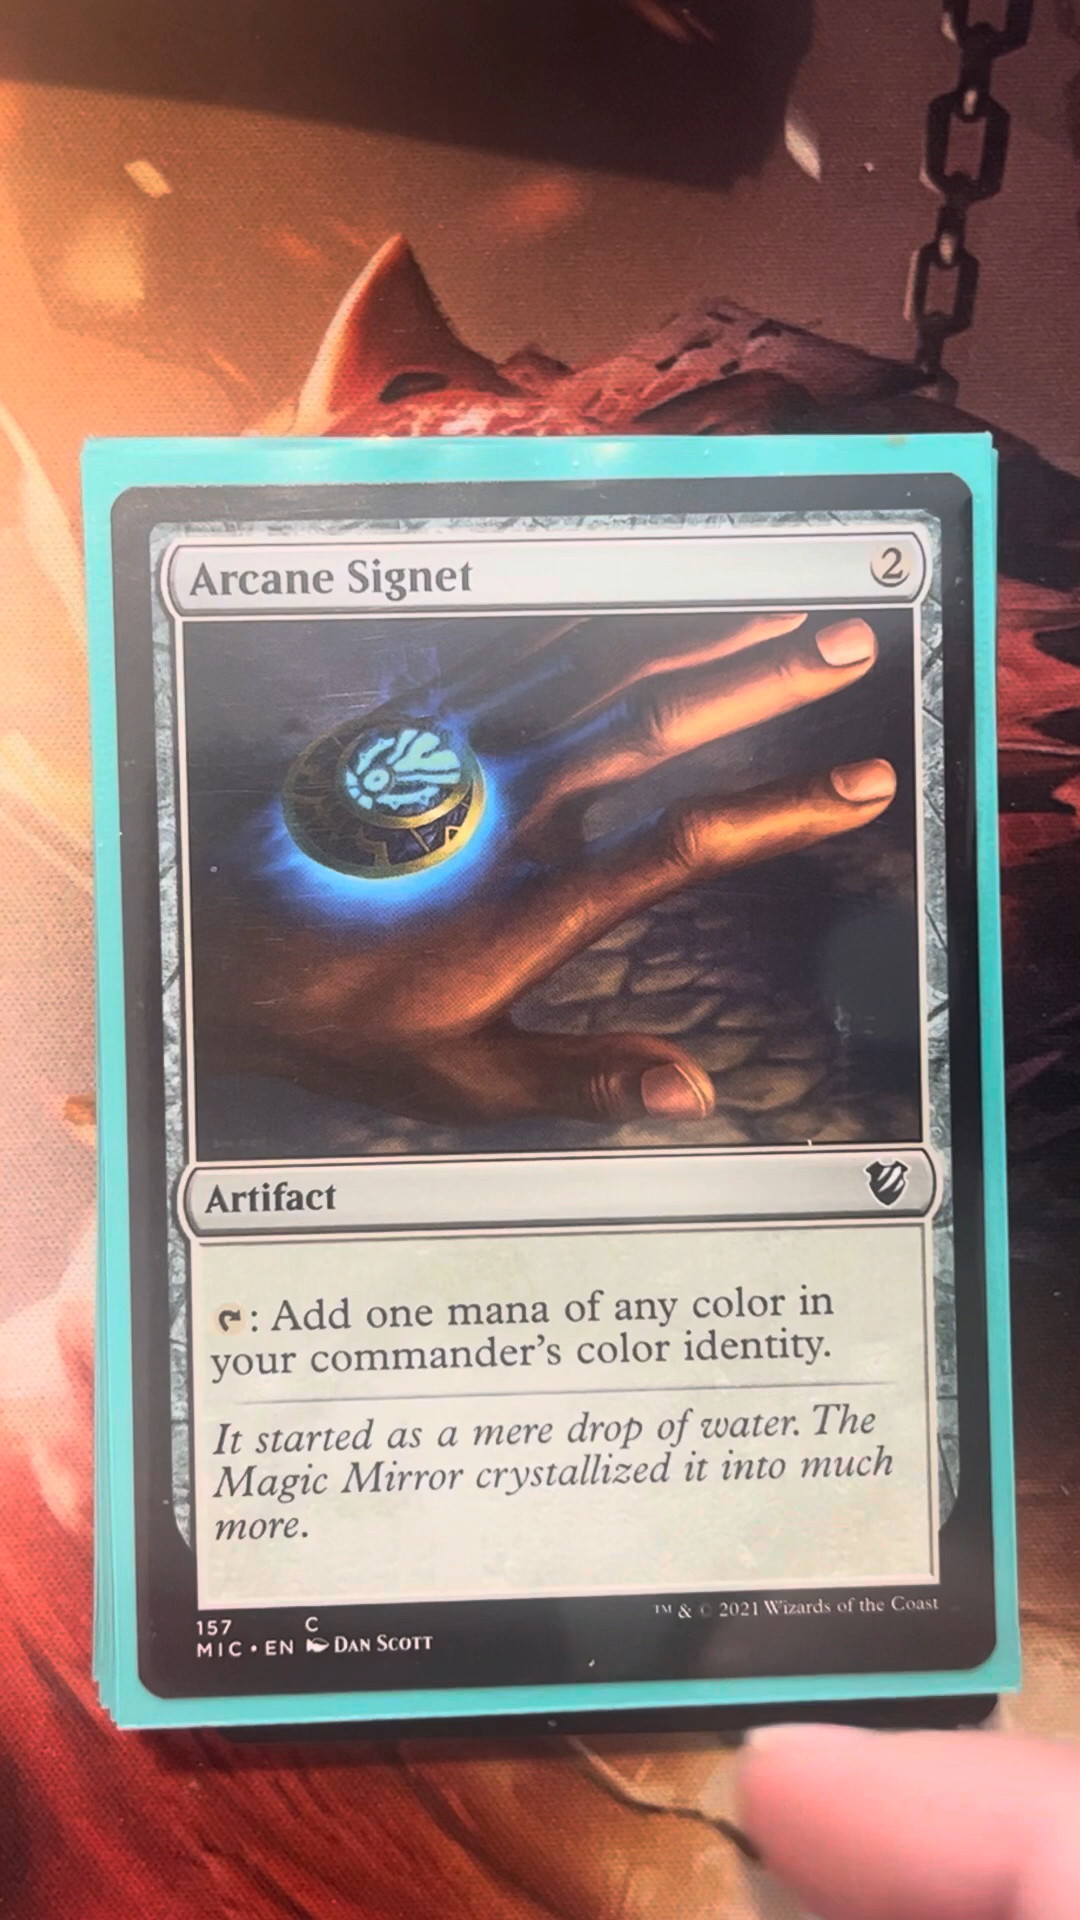 Arcane Signet 2
Artifact
: Add one mana of any color in
your commander's color identity.
It started as a mere drop of water. The
Magic Mirror crystallized it into much
more.
157 C
MIC • EN DAN SCOTT
™ & © 2021 Wizards of the Coast